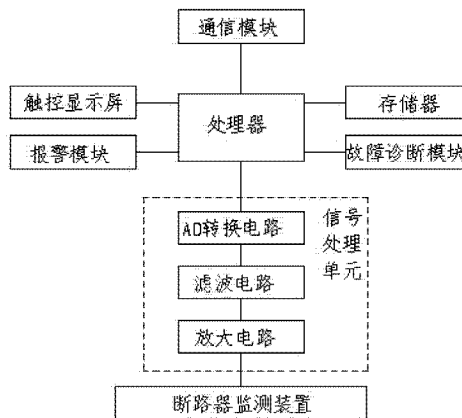 通信模块
触控显示屏
处理器
存储器
报警模块
故障诊断模块
AD转换电路
信号
处理
单元
滤波电路
放大电路
断路器监测装置